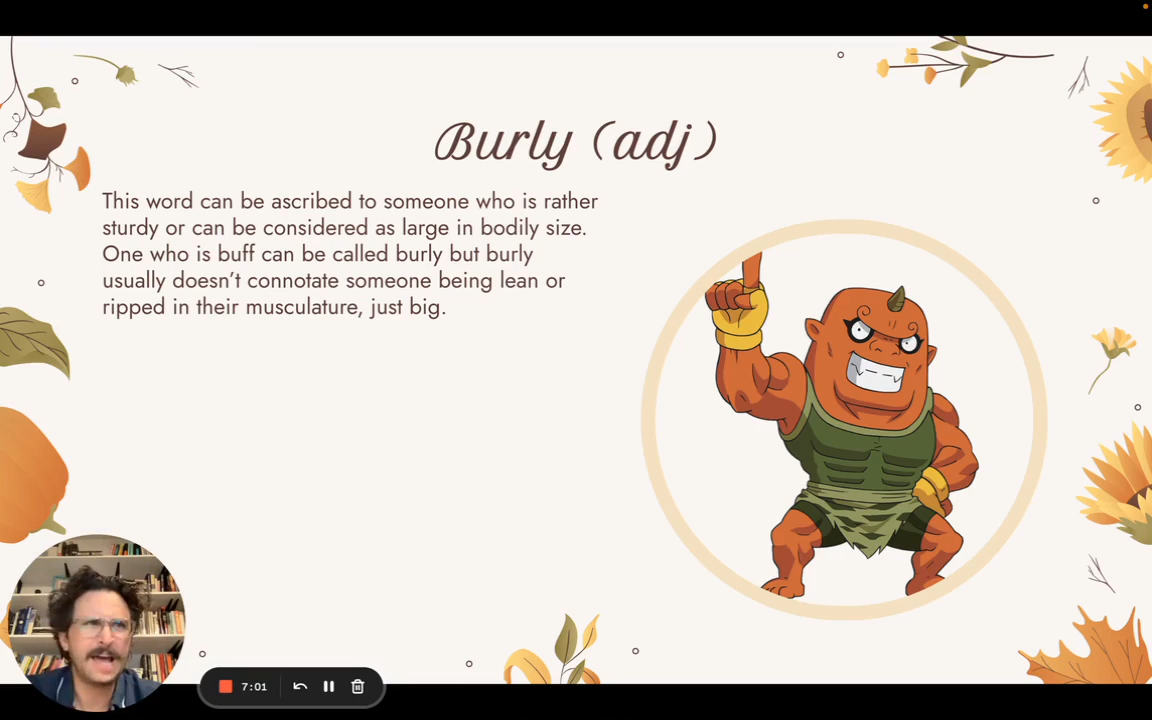 Burly (adj)
This word can be ascribed to someone who is rather
sturdy or can be considered as large in bodily size.
One who is buff can be called burly but burly
usually doesn’t connotate someone being lean or
ripped in their musculature, just big.
7:01